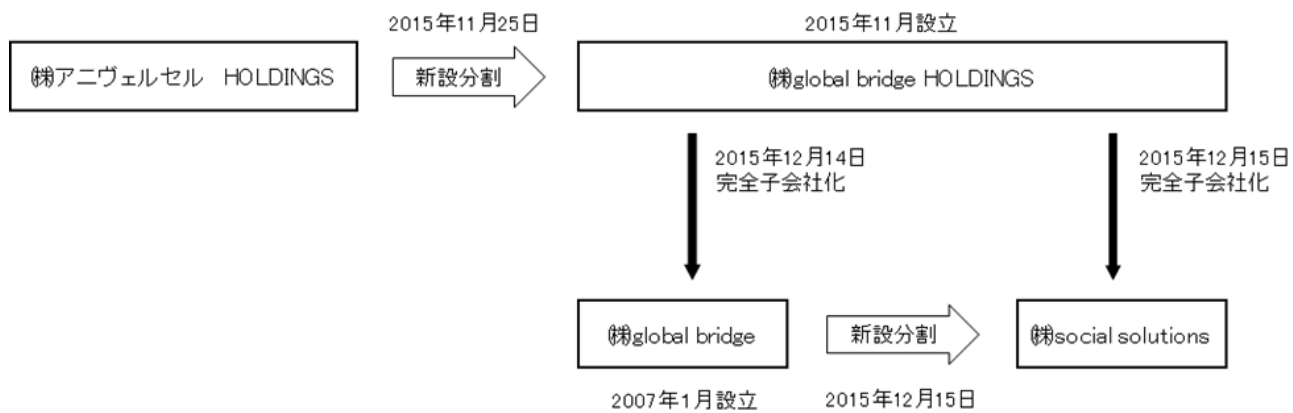 2015年11月25日
2015年11月設立
㈱アニヴェルセル　HOLDINGS
新設分割
㈱global bridge HOLDINGS
2015年12月14日
完全子会社化
2015年12月15日
完全子会社化
㈱global bridge
新設分割
㈱social solutions
2007年1月設立
2015年12月15日